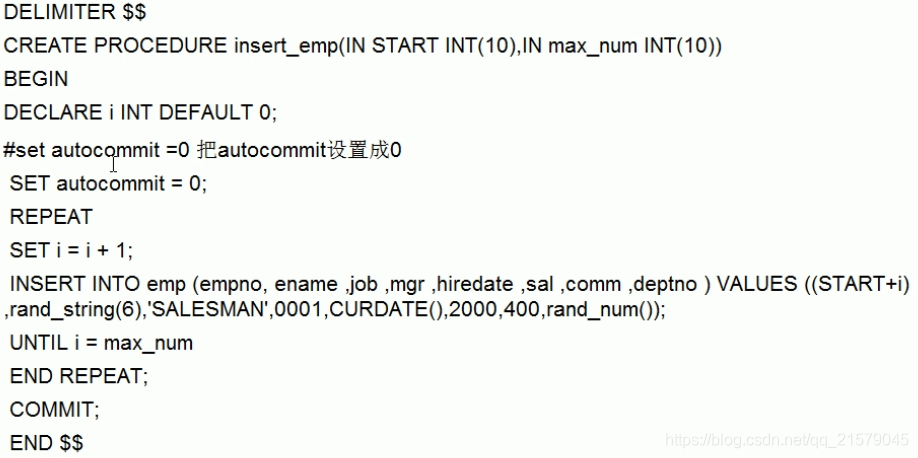 DELIMITER $$
CREATE PROCEDURE insert_emp(IN START INT(10),IN max_num INT(10))
BEGIN
DECLARE i INT DEFAULT 0;
#set autocommit =0 把autocommit设置成0
SET autocommit = 0;
REPEAT
SET i = i + 1;
INSERT INTO emp (empno, ename ,job ,mgr ,hiredate ,sal ,comm ,deptno ) VALUES ((START+i)
,rand_string(6),'SALESMAN',0001,CURDATE(),2000,400,rand_num());
UNTIL i = max_num
END REPEAT;
COMMIT;
END $$
https://blog.csdn.net/qq_21579045